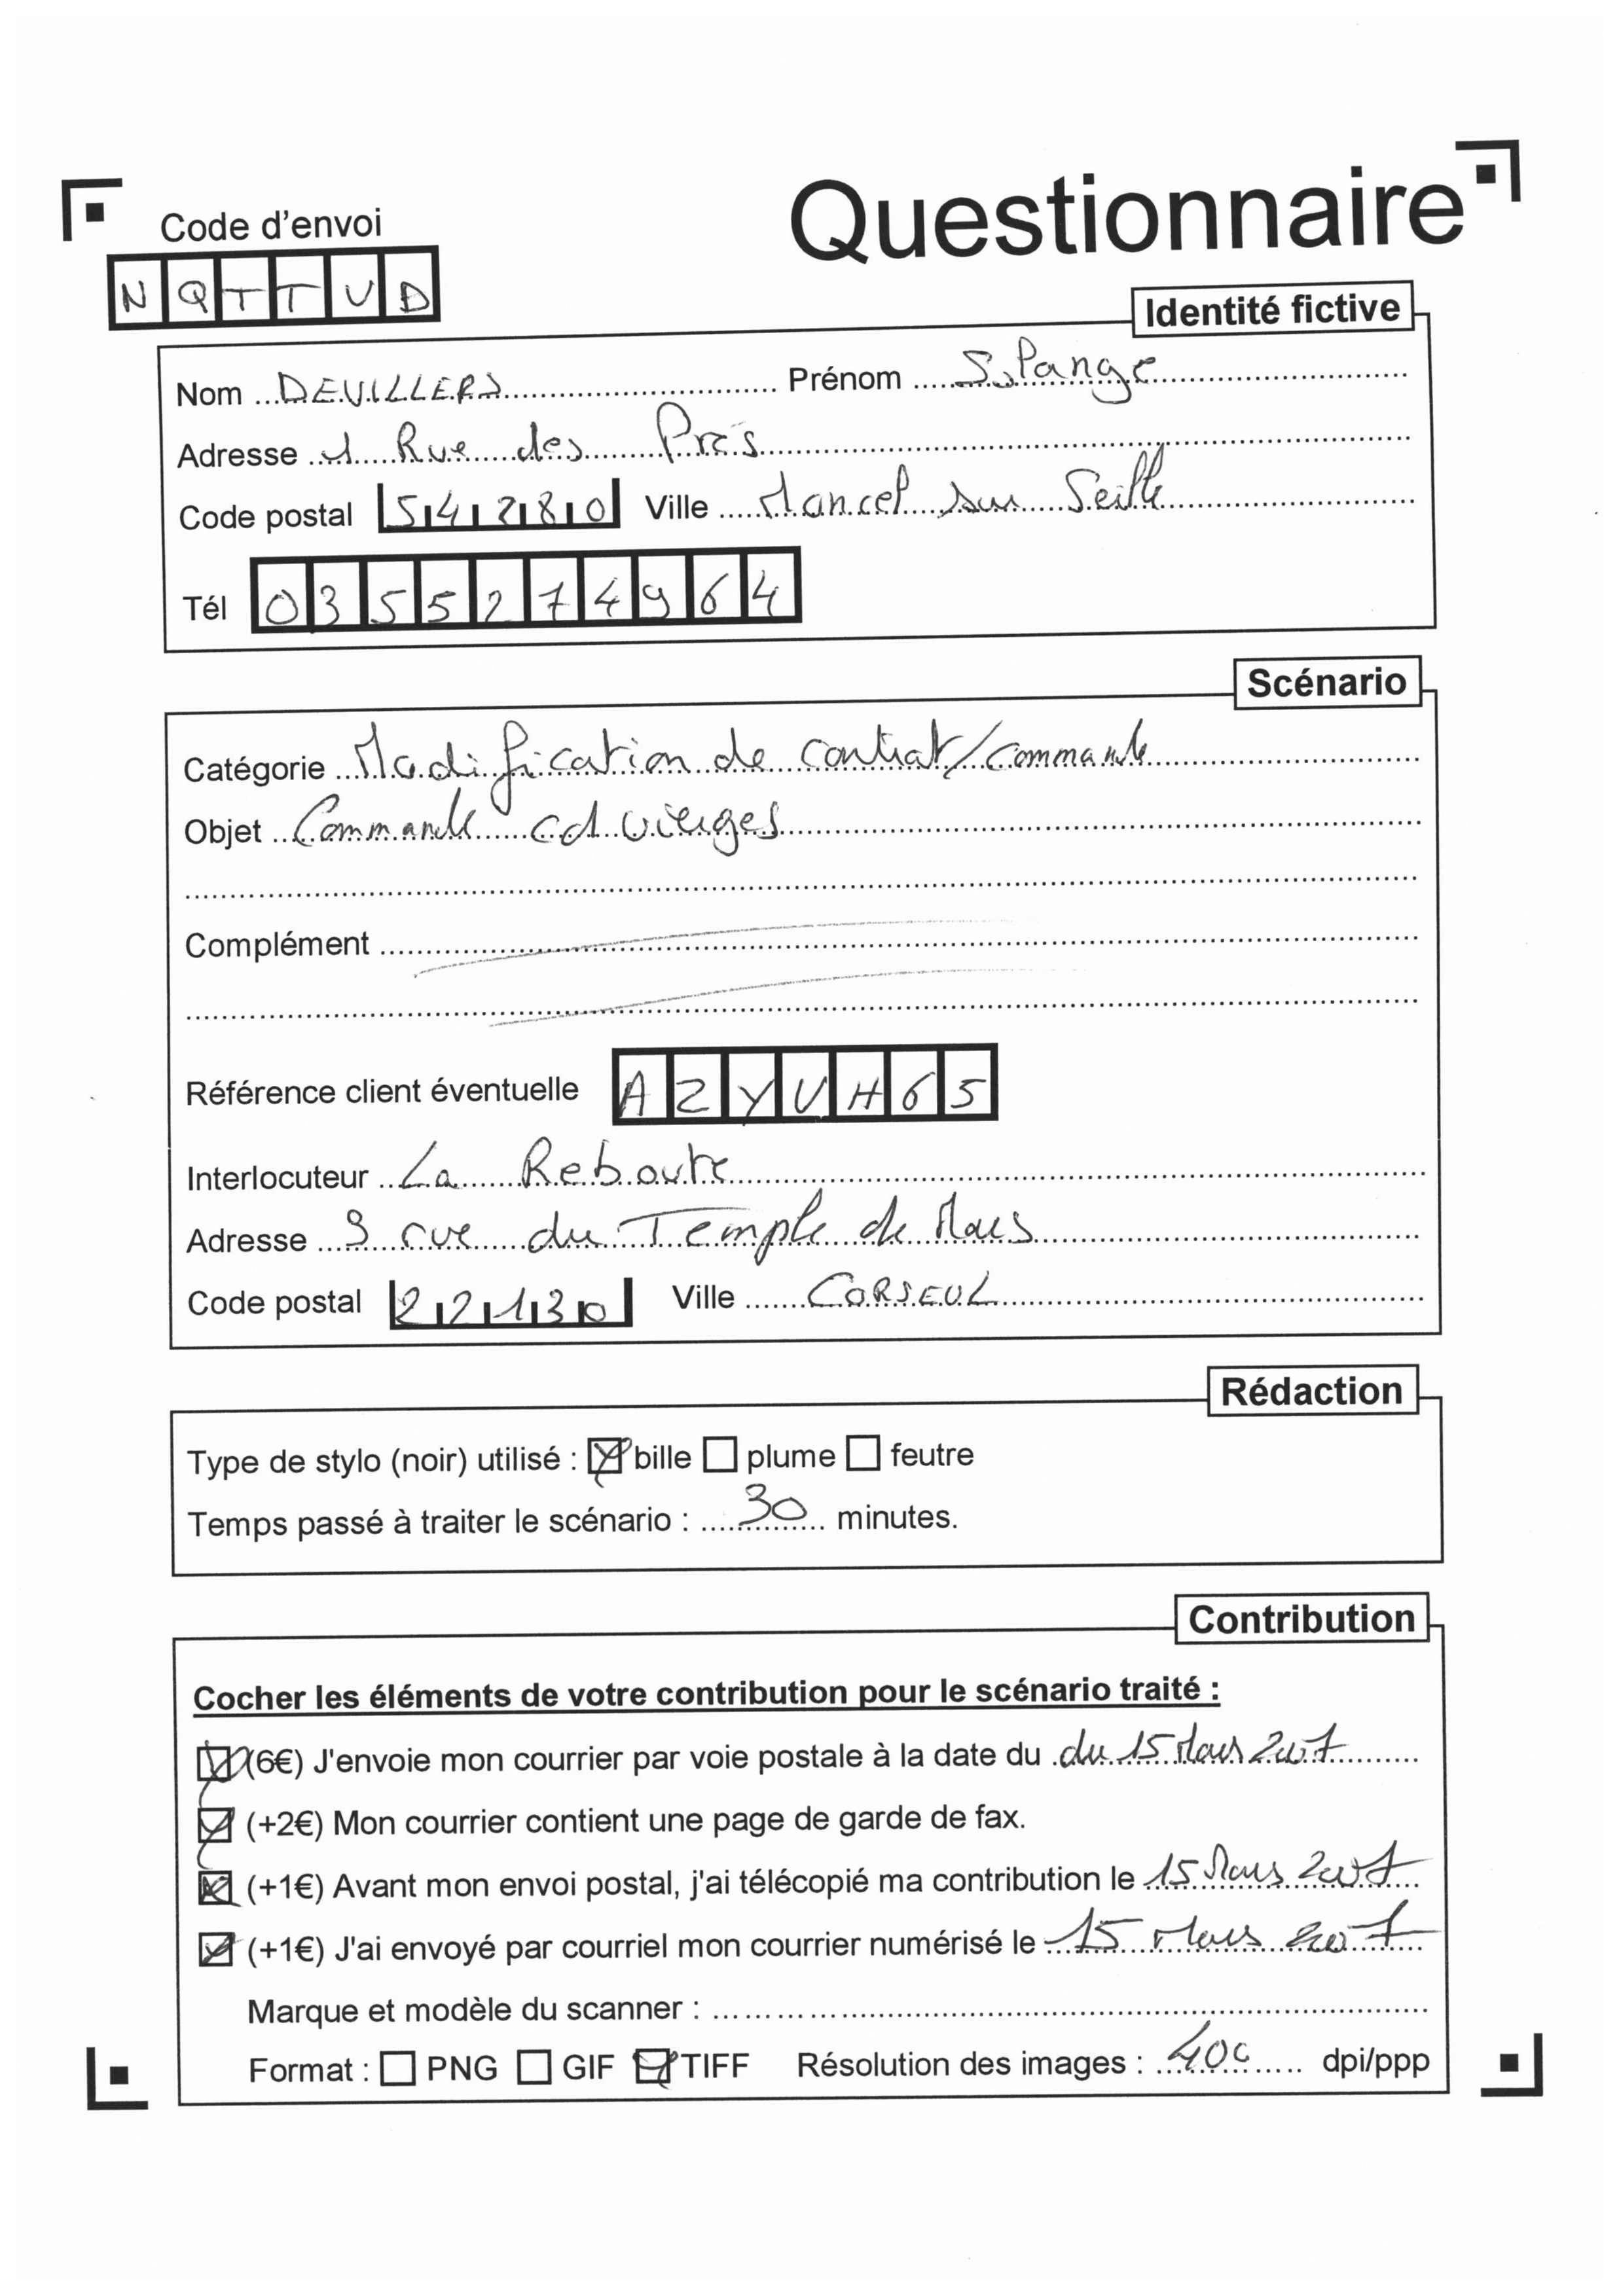 Questionnaire
Code d'envoi
NQTTUD
Identité fictive
Nom DEVILLERS Prénom
Adresse 1 Rue des Prés
Code postal 54280 Ville Mancel sur Seille
Tél 0355274964
Scénario
Catégorie Modification de contrat/commande
Objet Commande cd vierges
Complément
Référence client éventuelle AZYUH65
Interlocuteur La Reboute
Adresse 9 rue du Temple de Mars
Code postal 22130 Ville CORSEUL
Rédaction
Type de stylo (noir) utilisé : bille plume feutre
Temps passé à traiter le scénario : 30 minutes.
Contribution
Cocher les éléments de votre contribution pour le scénario traité :
(6€) J'envoie mon courrier par voie postale à la date du du 15 Mars 2007
(+2€) Mon courrier contient une page de garde de fax.
(+1€) Avant mon envoi postal, j'ai télécopié ma contribution le 15 Mars 2007
(+1€) J'ai envoyé par courriel mon courrier numérisé le 15 Mars 2007
Marque et modèle du scanner :
Format : PNG GIF TIFF Résolution des images : 400 dpi/ppp